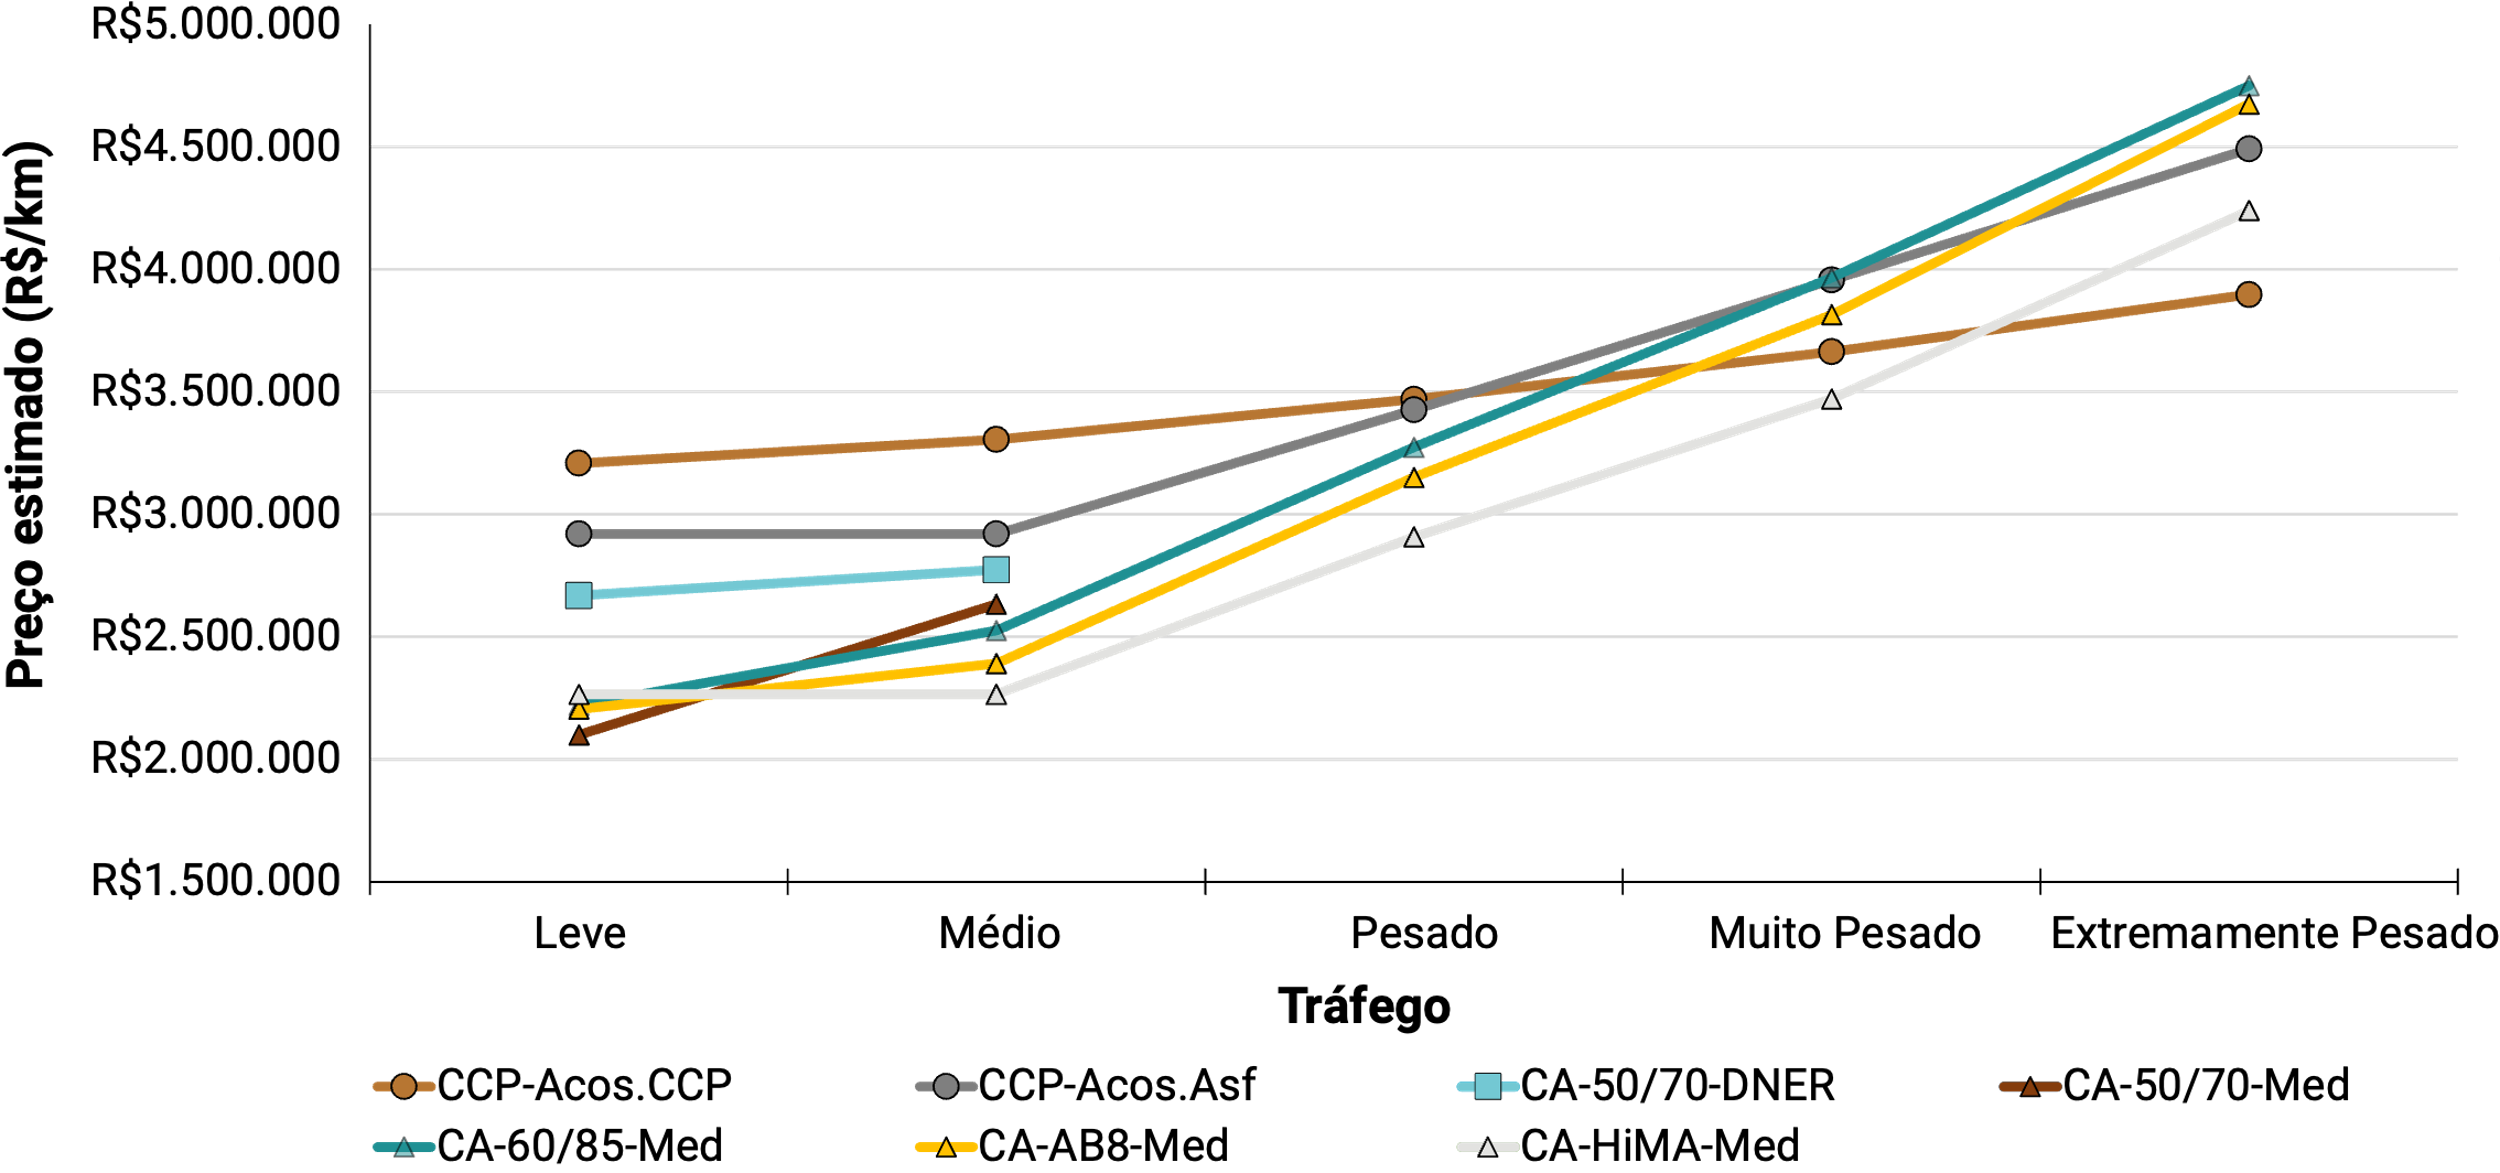 Preço estimado (R$/km)
R$5.000.000
R$4.500.000
R$4.000.000
R$3.500.000
R$3.000.000
R$2.500.000
R$2.000.000
R$1.500.000
Leve Médio Pesado Muito Pesado Extremamente Pesado
Tráfego
CCP-Acos.CCP CCP-Acos.Asf CA-50/70-DNER CA-50/70-Med
CA-60/85-Med CA-AB8-Med CA-HiMA-Med